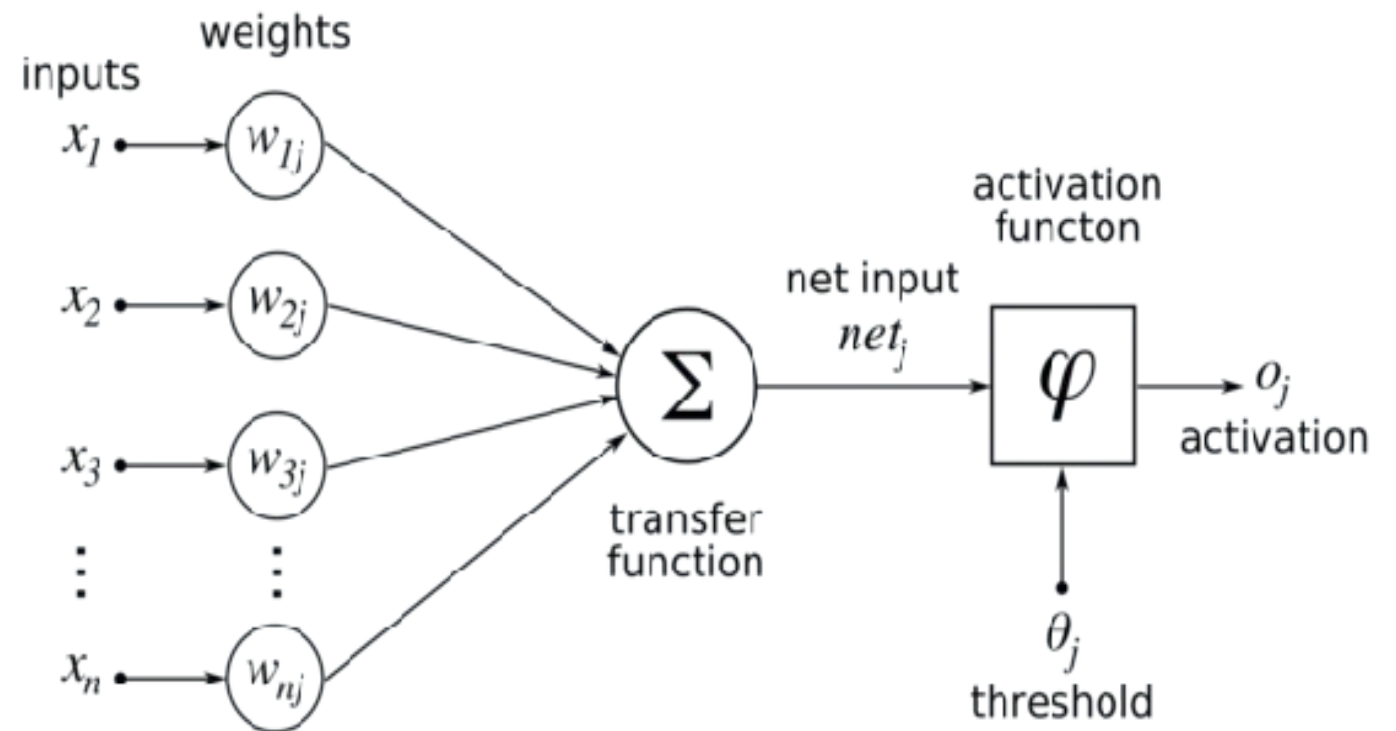 weights
inputs
x₁
w₁ⱼ
x₂
w₂ⱼ
x₃
w₃ⱼ
⋮ ⋮
xₙ
wₙⱼ
Σ
transfer
function
net input
netⱼ
activation
functon
φ
oⱼ
activation
θⱼ
threshold